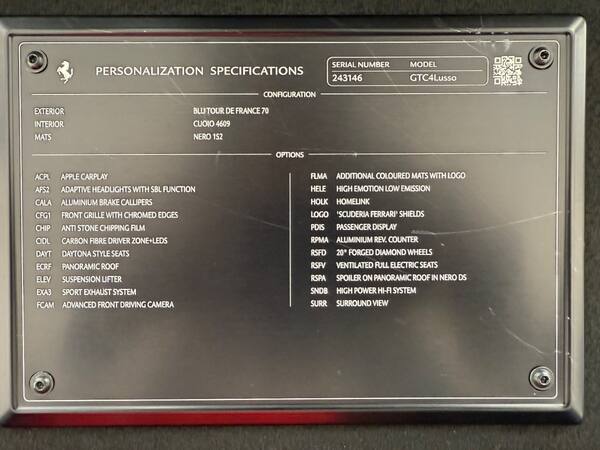 PERSONALIZATION SPECIFICATIONS
SERIAL NUMBER MODEL
243146 GTC4Lusso
CONFIGURATION
EXTERIOR BLU TOUR DE FRANCE 70
INTERIOR CUOIO 4609
MATS NERO 152
OPTIONS
ACPL APPLE CARPLAY
AFS2 ADAPTIVE HEADLIGHTS WITH SBL FUNCTION
CALA ALUMINIUM BRAKE CALLIPERS
CFG1 FRONT GRILLE WITH CHROMED EDGES
CHIP ANTI STONE CHIPPING FILM
CIDL CARBON FIBRE DRIVER ZONE+LEDS
DAYT DAYTONA STYLE SEATS
ECRF PANORAMIC ROOF
ELEV SUSPENSION LIFTER
EXA3 SPORT EXHAUST SYSTEM
FCAM ADVANCED FRONT DRIVING CAMERA
FLMA ADDITIONAL COLOURED MATS WITH LOGO
HELE HIGH EMOTION LOW EMISSION
HOLK HOMELINK
LOGO 'SCUDERIA FERRARI' SHIELDS
PDIS PASSENGER DISPLAY
RPMA ALUMINIUM REV. COUNTER
RSFD 20" FORGED DIAMOND WHEELS
RSFV VENTILATED FULL ELECTRIC SEATS
RSPA SPOILER ON PANORAMIC ROOF IN NERO DS
SNDB HIGH POWER HI-FI SYSTEM
SURR SURROUND VIEW